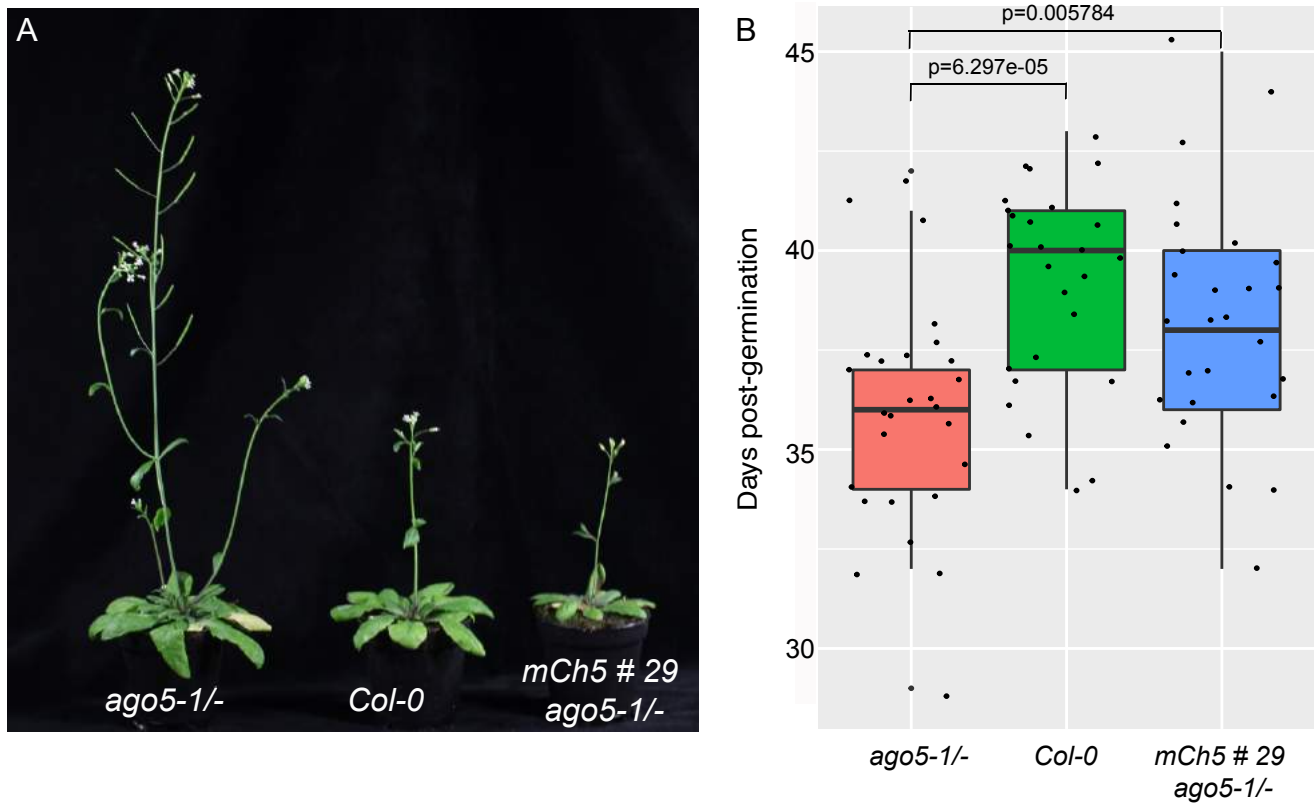 A
ago5-1/-
Col-0
mCh5 # 29
ago5-1/-
B
p=0.005784
p=6.297e-05
Days post-germination
45
40
35
30
ago5-1/-
Col-0
mCh5 # 29
ago5-1/-